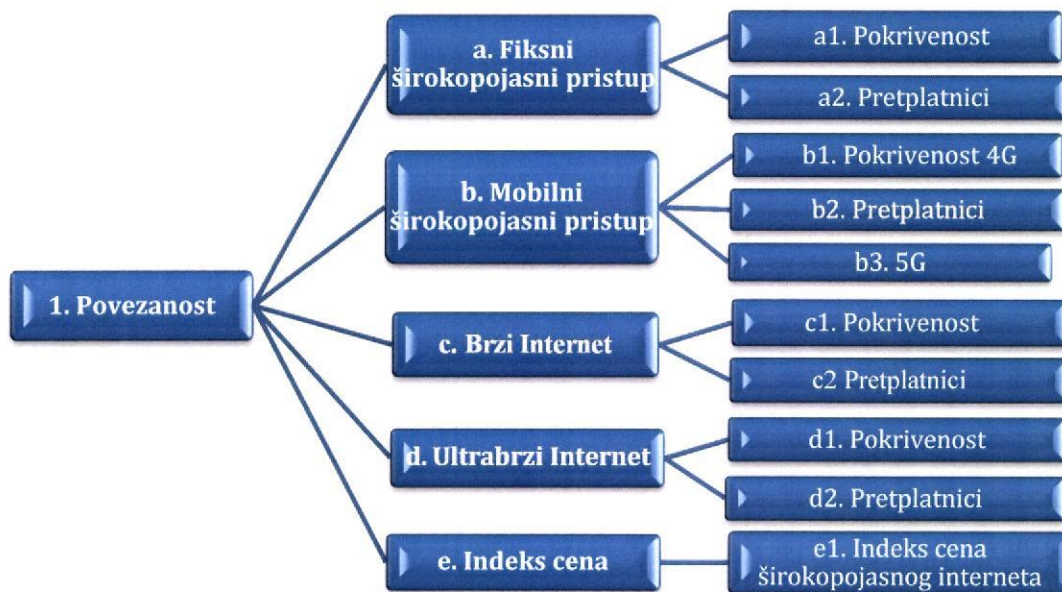 1. Povezanost
a. Fiksni
širokopojasni pristup
a1. Pokrivenost
a2. Pretplatnici
b. Mobilni
širokopojasni pristup
b1. Pokrivenost 4G
b2. Pretplatnici
b3. 5G
c. Brzi Internet
c1. Pokrivenost
c2 Pretplatnici
d. Ultrabrzi Internet
d1. Pokrivenost
d2. Pretplatnici
e. Indeks cena
e1. Indeks cena
širokopojasnog interneta